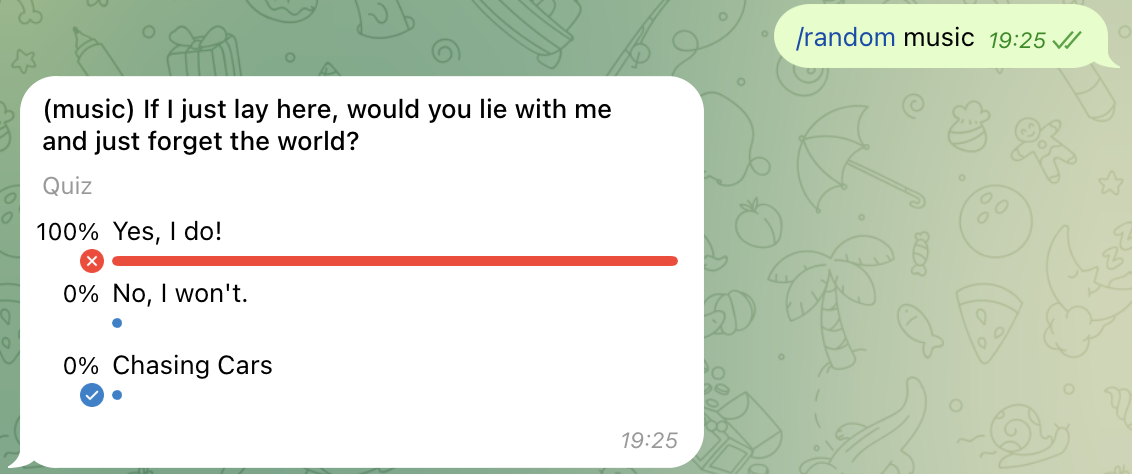 /random music 19:25
(music) If I just lay here, would you lie with me
and just forget the world?
Quiz
100% Yes, I do!
0% No, I won't.
0% Chasing Cars
19:25